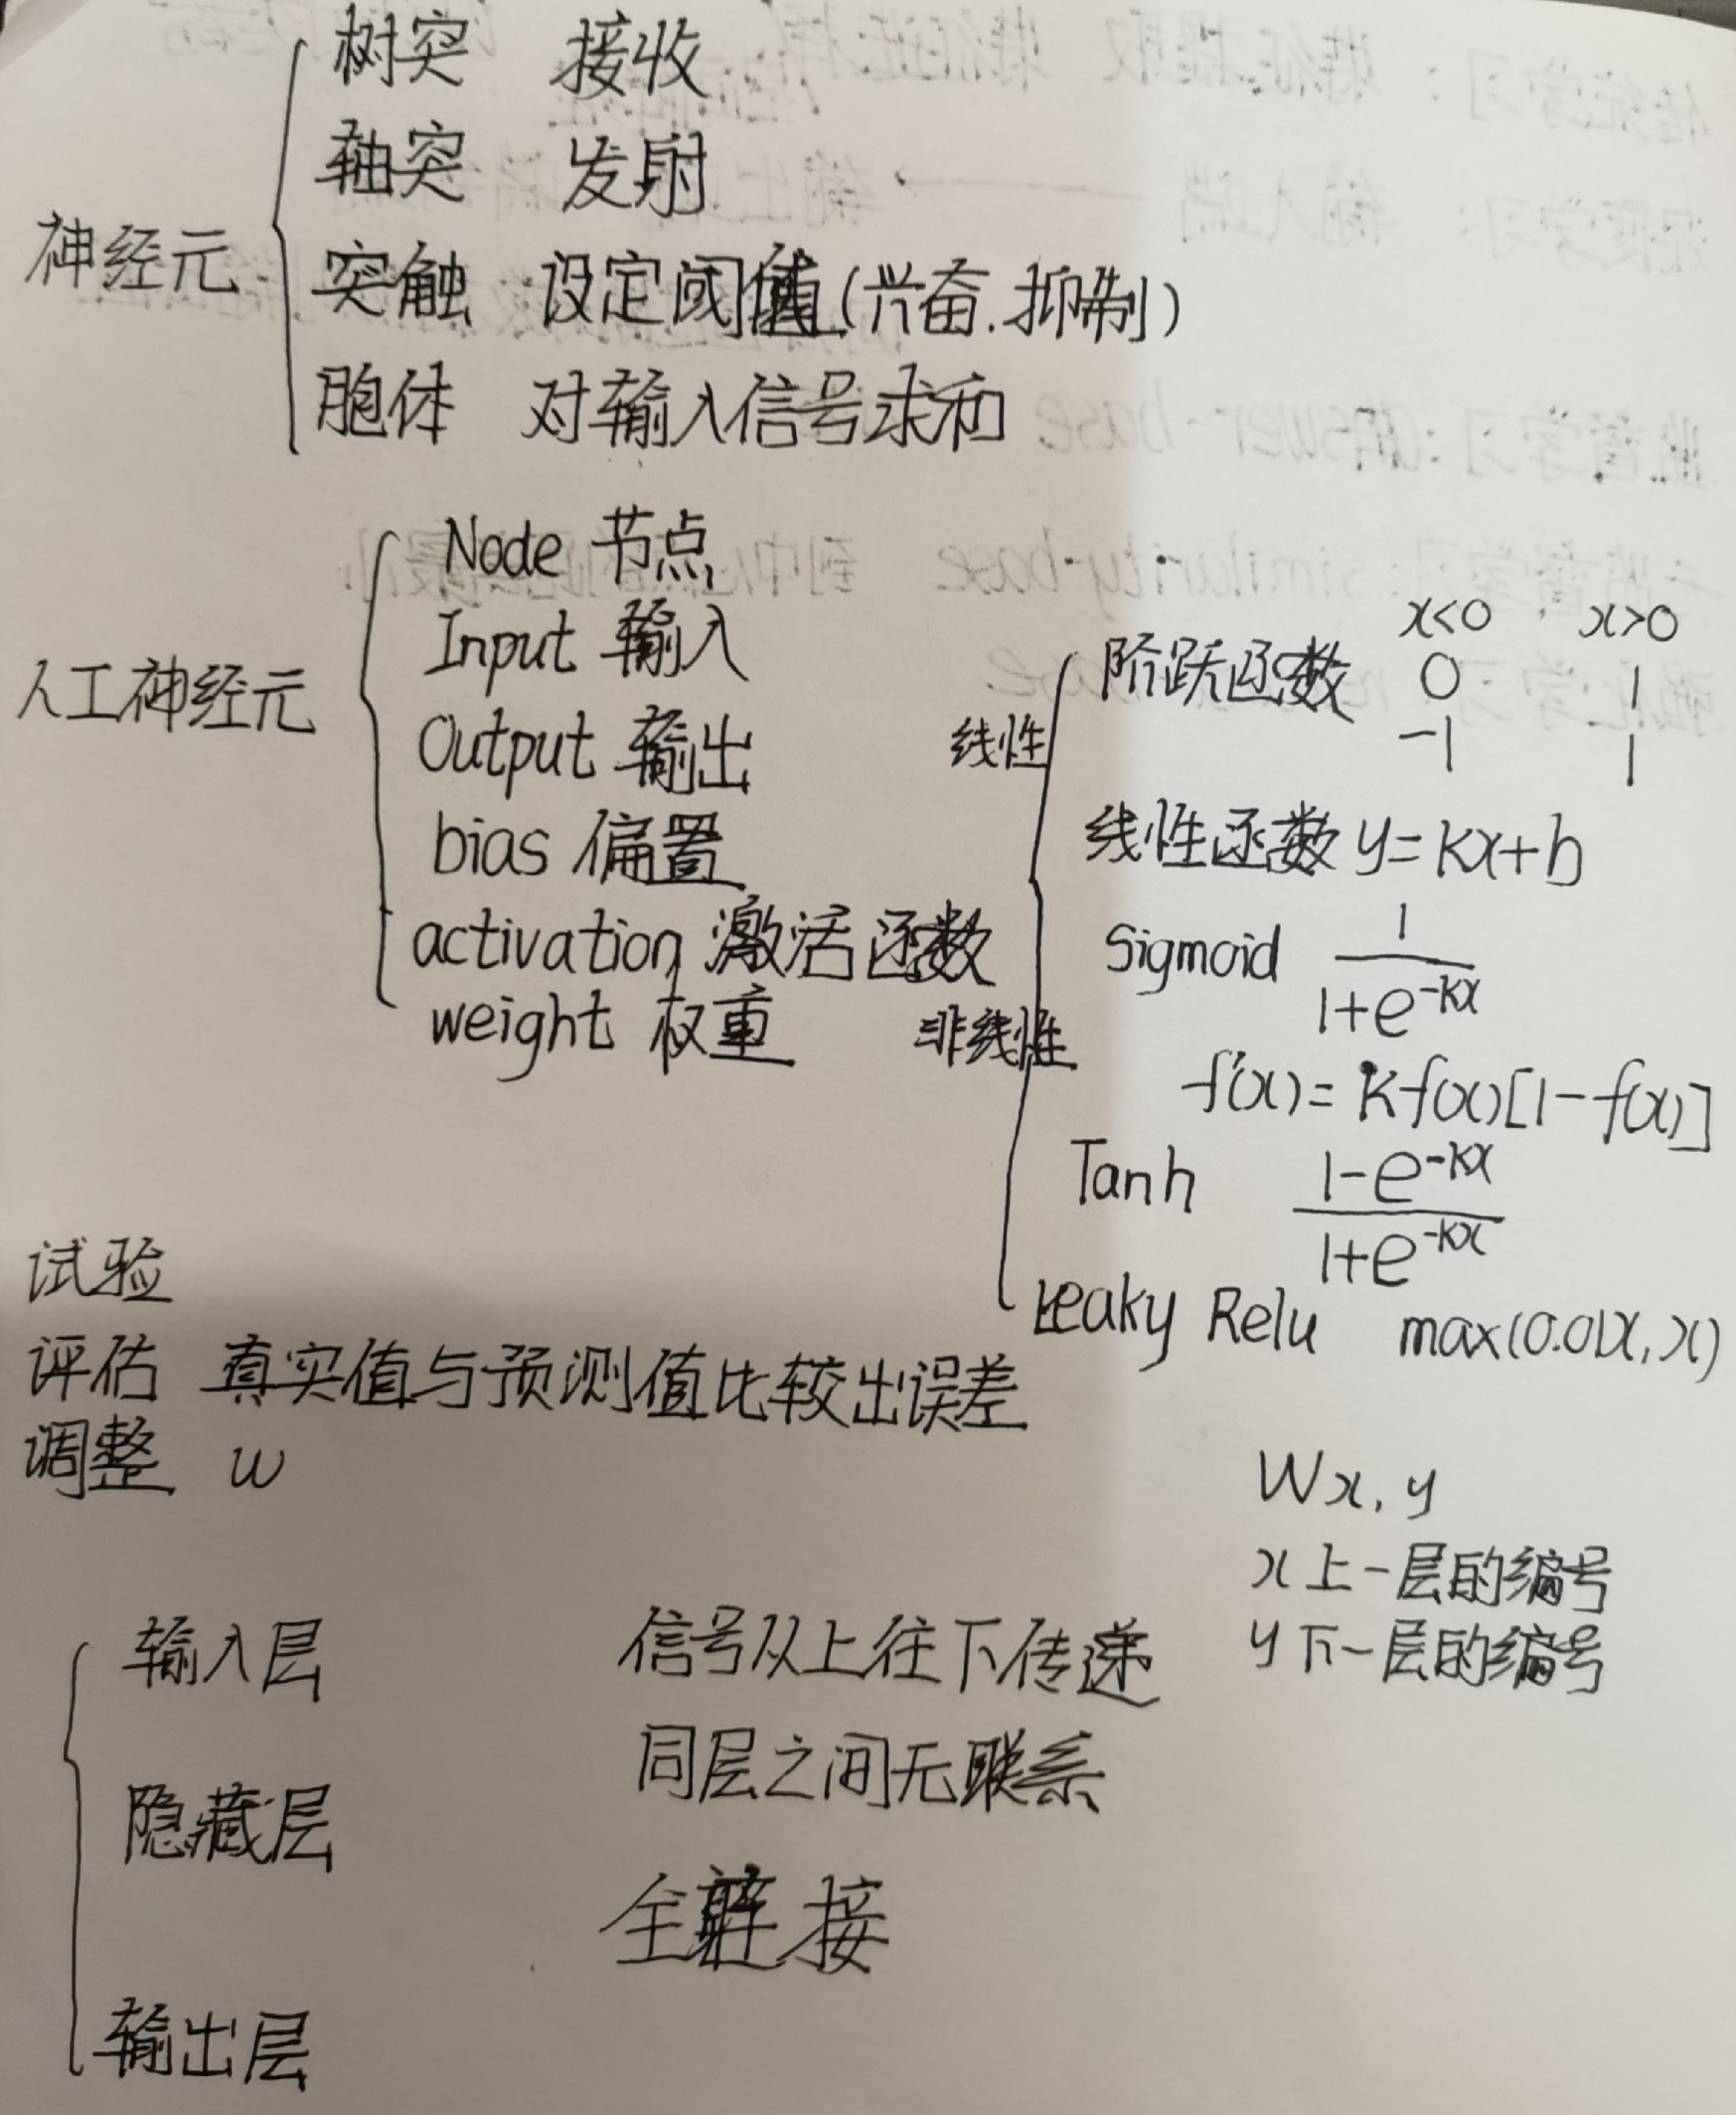 神经元
树突 接收
轴突 发射
突触 设定阈值(兴奋.抑制)
胞体 对输入信号求和
人工神经元
Node 节点
Input 输入
Output 输出
bias 偏置
activation 激活函数
weight 权重
线性
x<0 x>0
阶跃函数 0 1
-1 1
线性函数 y=kx+b
非线性
Sigmoid 1/(1+e^-kx)
f'(x)=kf(x)[1-f(x)]
Tanh (1-e^-kx)/(1+e^-kx)
Leaky Relu max(0.01x,x)
试验
评估 真实值与预测值比较出误差
调整 w
Wx,y
x上一层的编号
y下一层的编号
输入层
隐藏层
输出层
信号从上往下传递
同层之间无联系
全链接